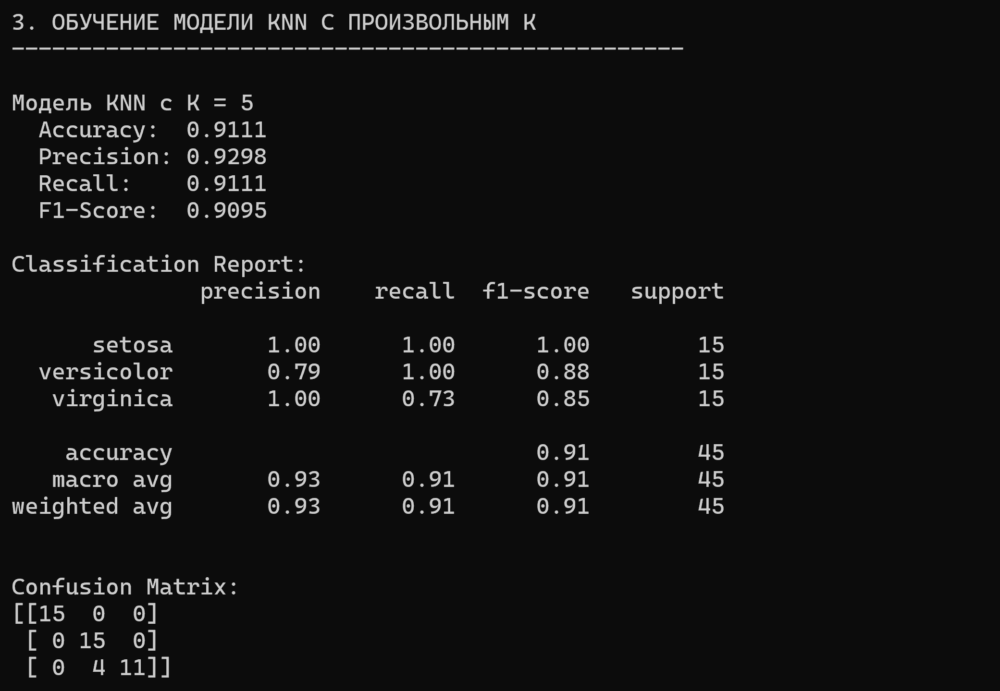 3. ОБУЧЕНИЕ МОДЕЛИ KNN С ПРОИЗВОЛЬНЫМ K
--------------------------------------------------
Модель KNN с K = 5
  Accuracy:  0.9111
  Precision: 0.9298
  Recall:    0.9111
  F1-Score:  0.9095
Classification Report:
              precision    recall  f1-score   support
      setosa       1.00      1.00      1.00        15
  versicolor       0.79      1.00      0.88        15
   virginica       1.00      0.73      0.85        15
    accuracy                           0.91        45
   macro avg       0.93      0.91      0.91        45
weighted avg       0.93      0.91      0.91        45
Confusion Matrix:
[[15  0  0]
 [ 0 15  0]
 [ 0  4 11]]